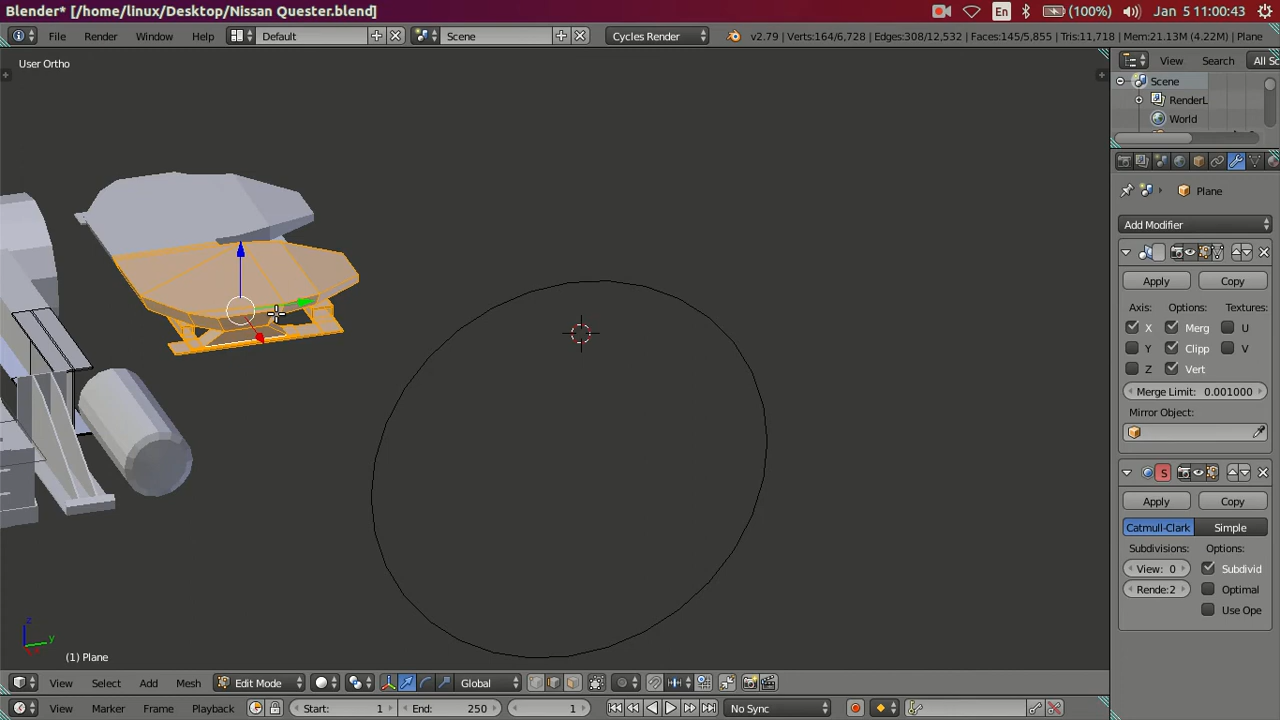 Blender* [/home/linux/Desktop/Nissan Quester.blend]
En (100%) Jan 5 11:00:43
File Render Window Help Default Scene Cycles Render v2.79 | Verts:164/6,728 | Edges:308/12,532 | Faces:145/5,855 | Tris:11,718 | Mem:21.13M (4.22M) | Plane
User Ortho
View Search All Sc
Scene
RenderL
World
Plane
Add Modifier
Apply Copy
Axis: Options: Textures:
X Merg U
Y Clipp V
Z Vert
Merge Limit: 0.001000
Mirror Object:
S
Apply Copy
Catmull-Clark Simple
Subdivisions: Options:
View: 0 Subdivid
Rende: 2 Optimal
Use Ope
z
y
(1) Plane
View Select Add Mesh Edit Mode Global
View Marker Frame Playback Start: 1 End: 250 1 No Sync